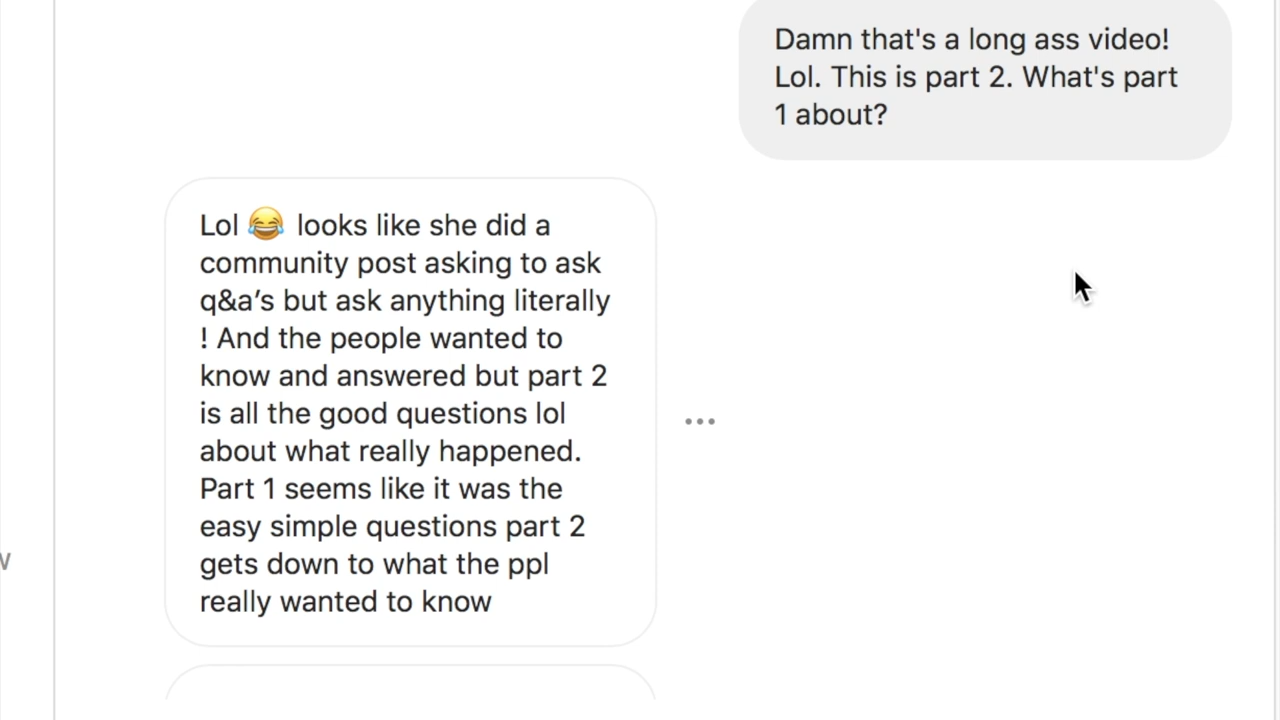 Damn that's a long ass video!
Lol. This is part 2. What's part
1 about?
Lol 😂 looks like she did a
community post asking to ask
q&a’s but ask anything literally
! And the people wanted to
know and answered but part 2
is all the good questions lol
about what really happened.
Part 1 seems like it was the
easy simple questions part 2
gets down to what the ppl
really wanted to know